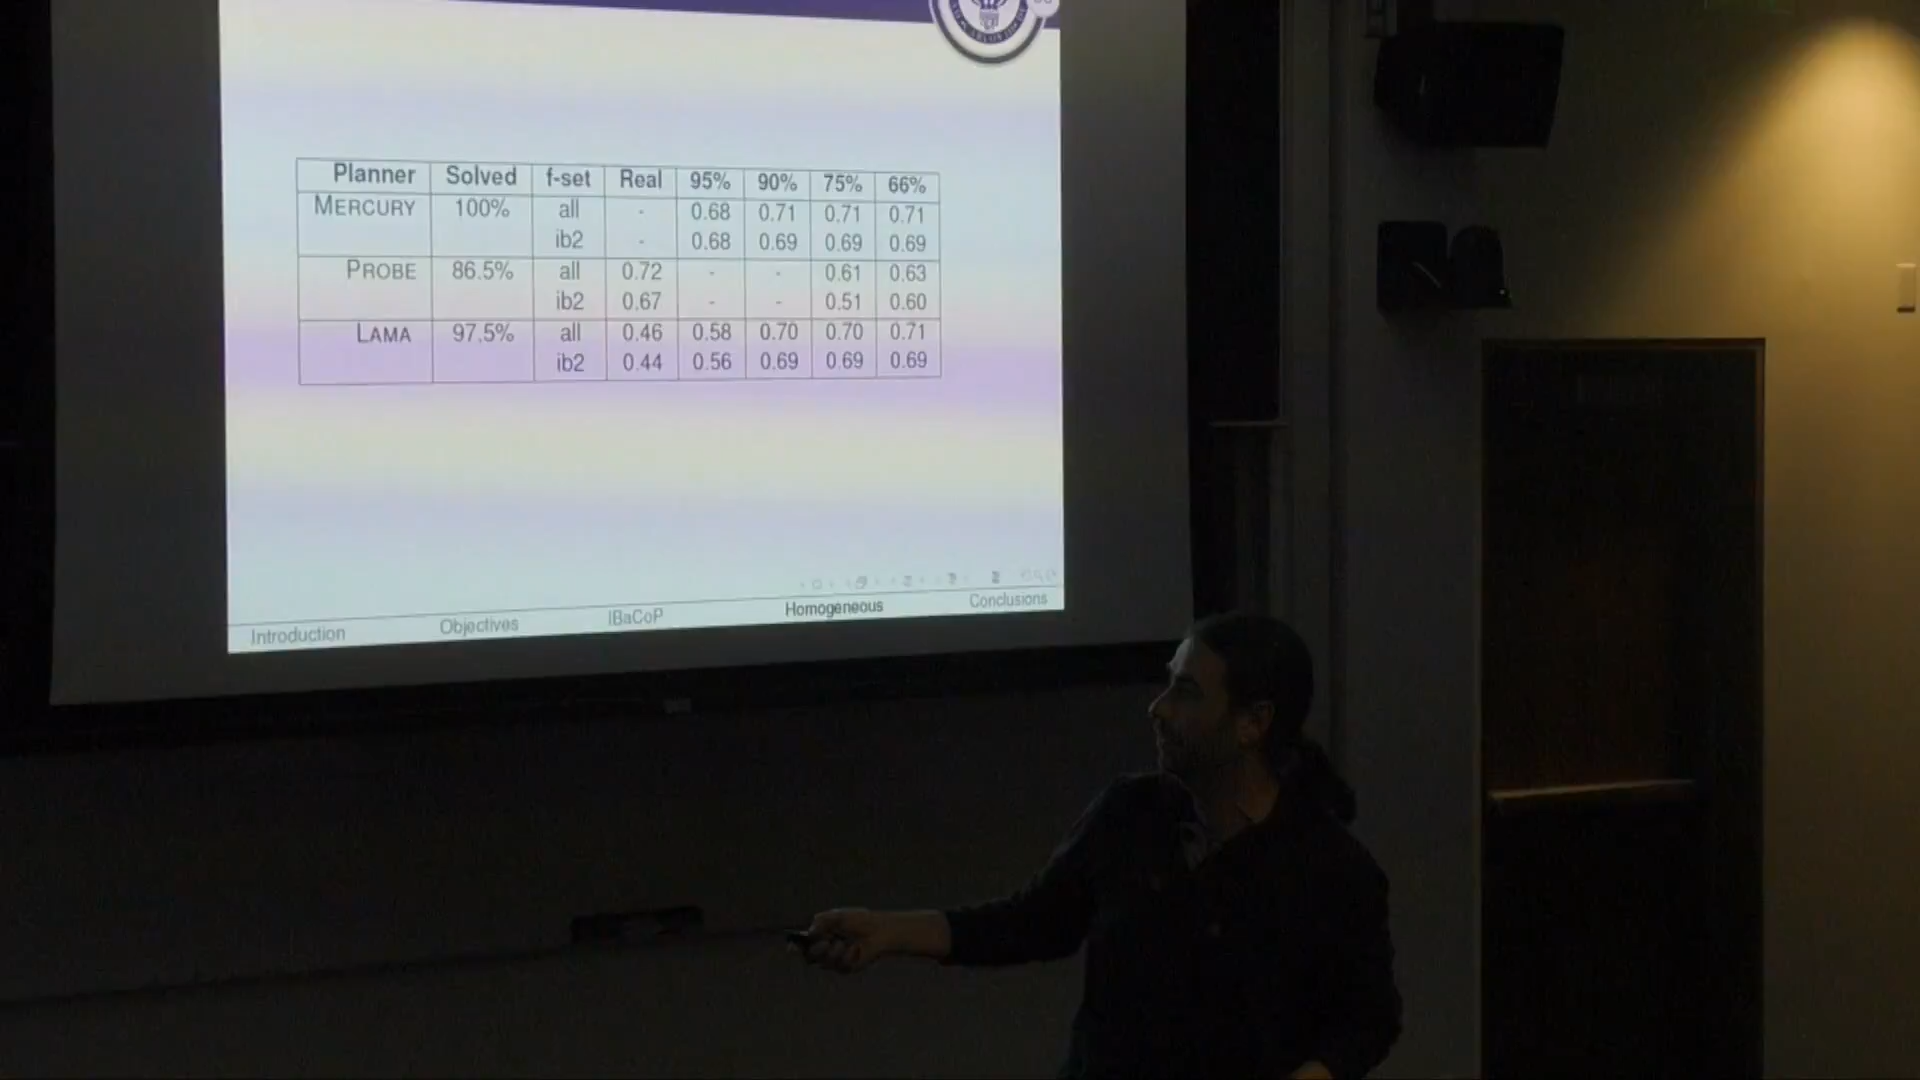 Planner Solved f-set Real 95% 90% 75% 66%
MERCURY 100% all - 0.68 0.71 0.71 0.71
ib2 - 0.68 0.69 0.69 0.69
PROBE 86.5% all 0.72 - - 0.61 0.63
ib2 0.67 - - 0.51 0.60
LAMA 97.5% all 0.46 0.58 0.70 0.70 0.71
ib2 0.44 0.56 0.69 0.69 0.69
Introduction Objectives IBaCoP Homogeneous Conclusions